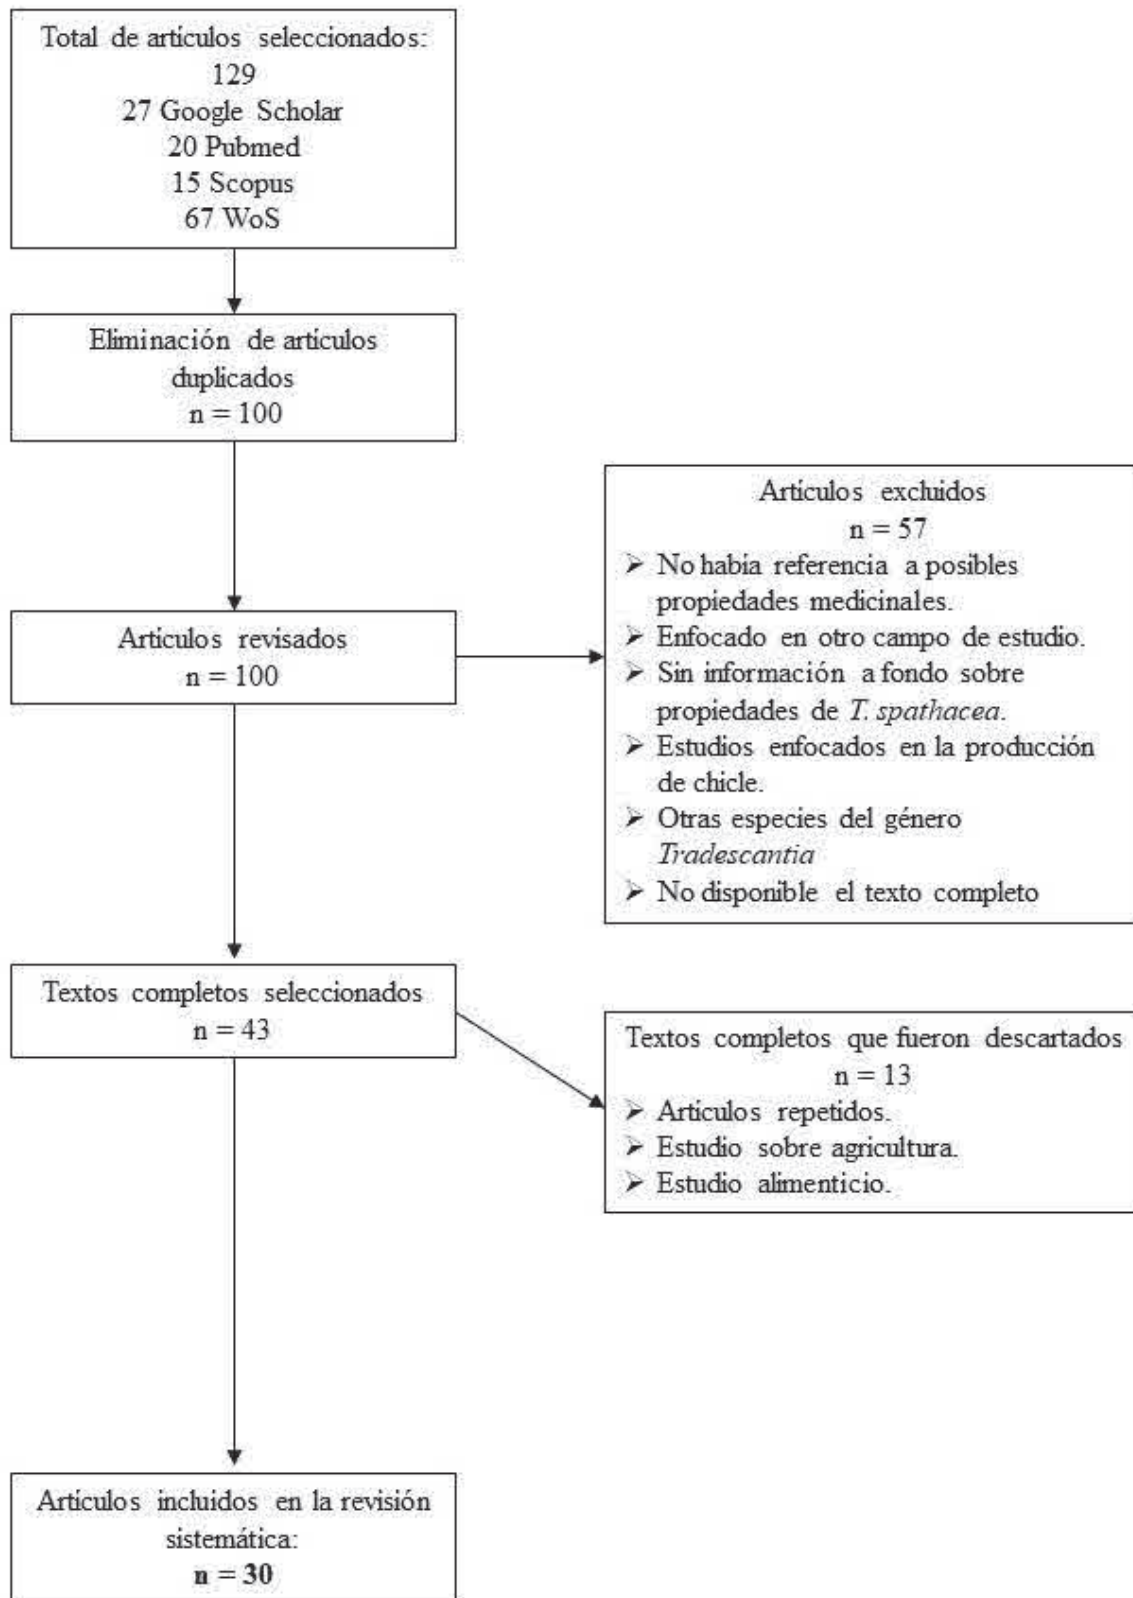 Total de artículos seleccionados:
129
27 Google Scholar
20 Pubmed
15 Scopus
67 WoS
Eliminación de artículos
duplicados
n = 100
Artículos revisados
n = 100
Artículos excluidos
n = 57
➢ No había referencia a posibles
propiedades medicinales.
➢ Enfocado en otro campo de estudio.
➢ Sin información a fondo sobre
propiedades de T. spathacea.
➢ Estudios enfocados en la producción
de chicle.
➢ Otras especies del género
Tradescantia
➢ No disponible el texto completo
Textos completos seleccionados
n = 43
Textos completos que fueron descartados
n = 13
➢ Artículos repetidos.
➢ Estudio sobre agricultura.
➢ Estudio alimenticio.
Artículos incluidos en la revisión
sistemática:
n = 30